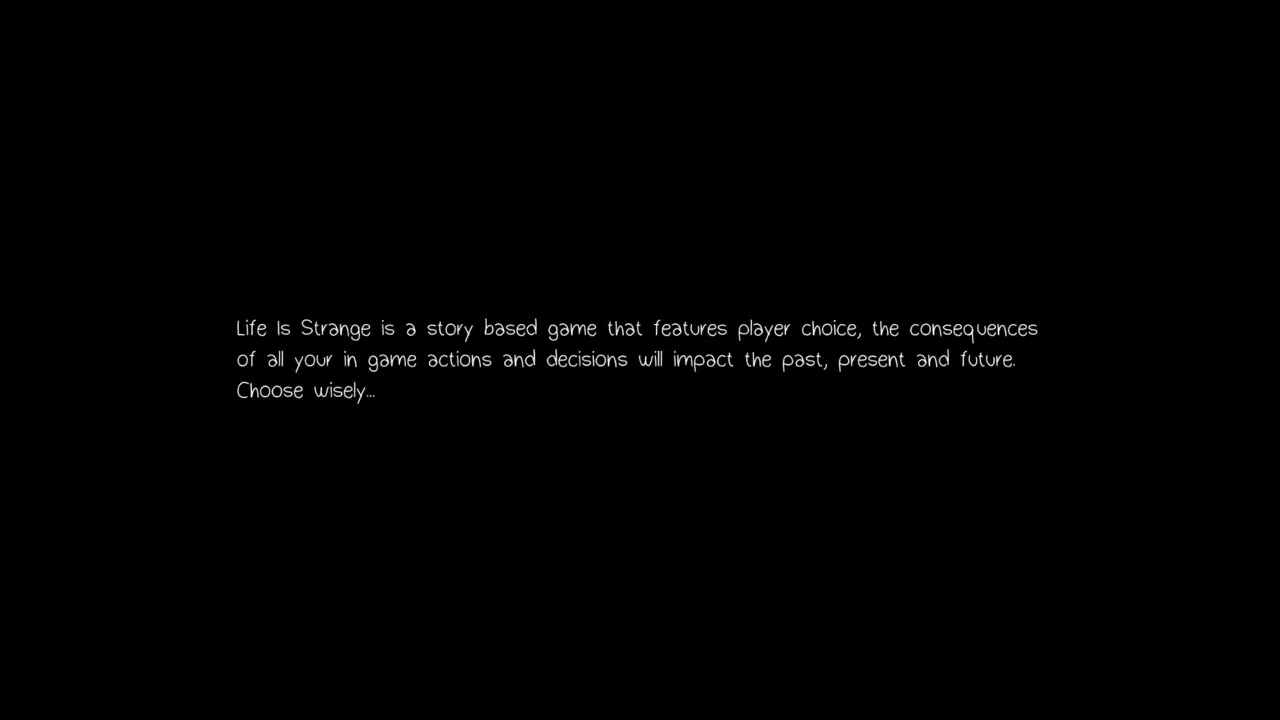 Life Is Strange is a story based game that features player choice, the consequences
of all your in game actions and decisions will impact the past, present and future.
Choose wisely...